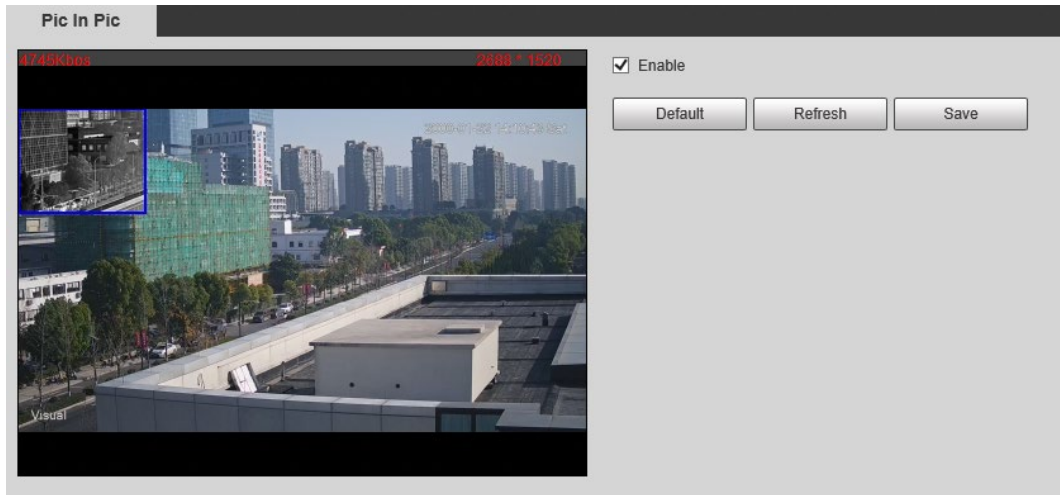 Pic In Pic
4745Kbps
2688 * 1520
Enable
Default
Refresh
Save
Visual